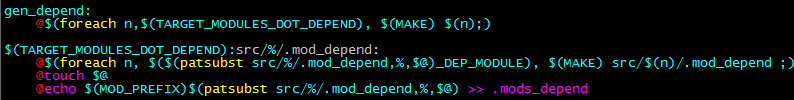 gen_depend:
@$(foreach n,$(TARGET_MODULES_DOT_DEPEND), $(MAKE) $(n);)
$(TARGET_MODULES_DOT_DEPEND):src/%/.mod_depend:
@$(foreach n, $($(patsubst src/%/.mod_depend,%,$@)_DEP_MODULE), $(MAKE) src/$(n)/.mod_depend ;)
@touch $@
@echo $(MOD_PREFIX)$(patsubst src/%/.mod_depend,%,$@) >> .mods_depend